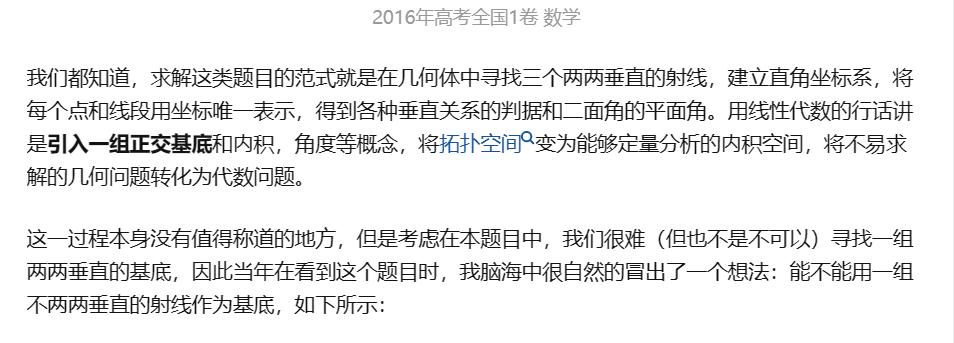 2016年高考全国1卷 数学
我们都知道，求解这类题目的范式就是在几何体中寻找三个两两垂直的射线，建立直角坐标系，将
每个点和线段用坐标唯一表示，得到各种垂直关系的判据和二面角的平面角。用线性代数的行话讲
是引入一组正交基底和内积，角度等概念，将拓扑空间变为能够定量分析的内积空间，将不易求
解的几何问题转化为代数问题。
这一过程本身没有值得称道的地方，但是考虑在本题目中，我们很难（但也不是不可以）寻找一组
两两垂直的基底，因此当年在看到这个题目时，我脑海中很自然的冒出了一个想法：能不能用一组
不两两垂直的射线作为基底，如下所示：